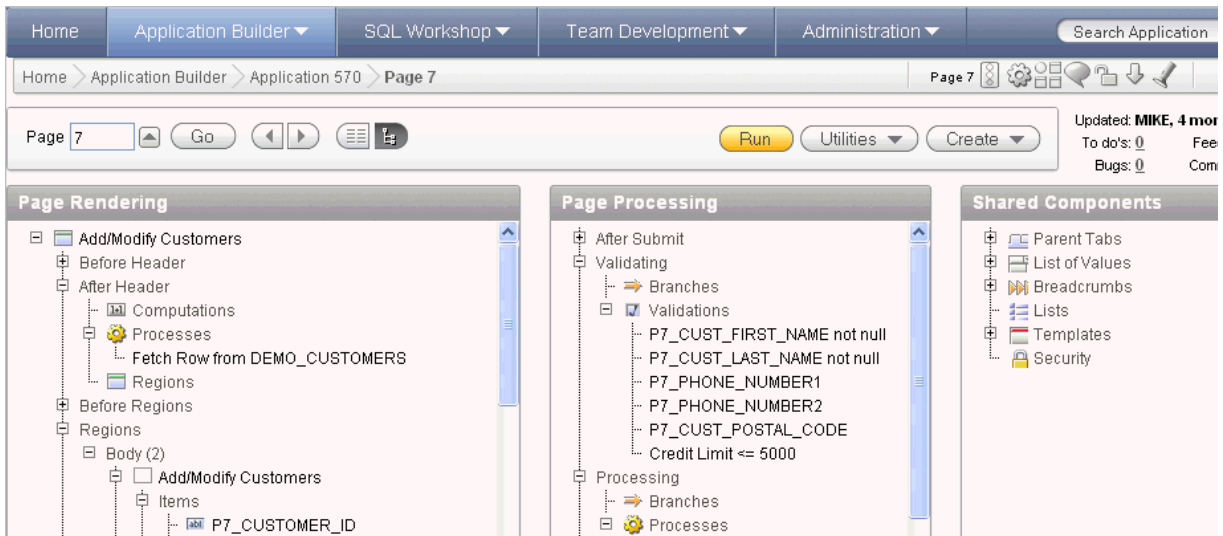 Home Application Builder SQL Workshop Team Development Administration Search Application
Home Application Builder Application 570 Page 7 Page 7
Page 7 Go Run Utilities Create
Updated: MIKE, 4 mon
To do's: 0 Fee
Bugs: 0 Com
Page Rendering
Add/Modify Customers
Before Header
After Header
Computations
Processes
Fetch Row from DEMO_CUSTOMERS
Regions
Before Regions
Regions
Body (2)
Add/Modify Customers
Items
P7_CUSTOMER_ID
Page Processing
After Submit
Validating
Branches
Validations
P7_CUST_FIRST_NAME not null
P7_CUST_LAST_NAME not null
P7_PHONE_NUMBER1
P7_PHONE_NUMBER2
P7_CUST_POSTAL_CODE
Credit Limit <= 5000
Processing
Branches
Processes
Shared Components
Parent Tabs
List of Values
Breadcrumbs
Lists
Templates
Security